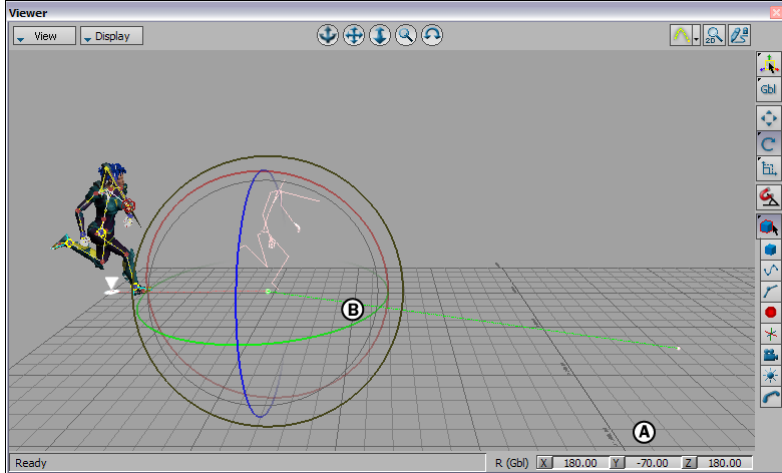 Viewer
View Display 2D
Gbl
B
A
Ready R (Gbl) X 180.00 Y -70.00 Z 180.00